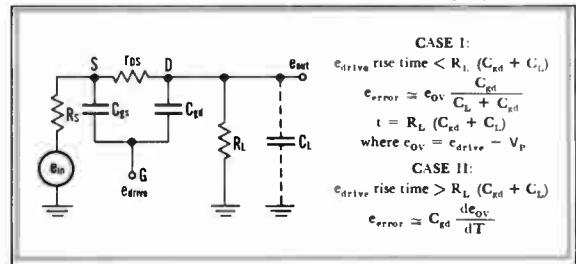 S
rDS
D
eout
RS
Cgs
Cgd
RL
CL
ein
G
edrive
CASE I:
edrive rise time < RL (Cgd + CL)
eerror ≃ eOV Cgd / CL + Cgd
t = RL (Cgd + CL)
where eOV = edrive − VP
CASE II:
edrive rise time > RL (Cgd + CL)
eerror ≃ Cgd deov / dT